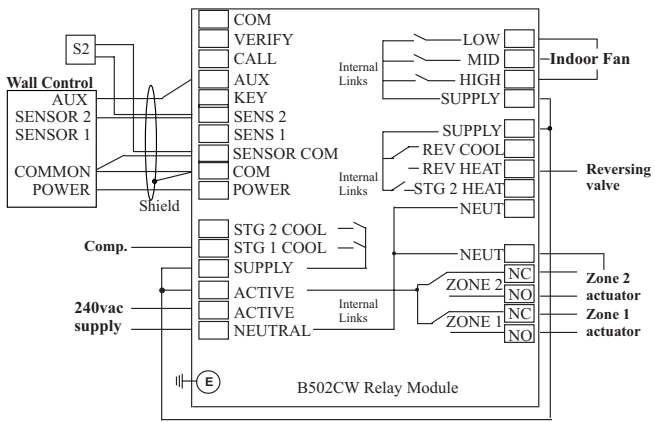 S2
Wall Control
AUX
SENSOR 2
SENSOR 1
COMMON
POWER
Shield
Comp.
240vac
supply
COM
VERIFY
CALL
AUX
KEY
SENS 2
SENS 1
SENSOR COM
COM
POWER
STG 2 COOL
STG 1 COOL
SUPPLY
ACTIVE
ACTIVE
NEUTRAL
E
Internal
Links
LOW
MID
HIGH
SUPPLY
Indoor Fan
Internal
Links
SUPPLY
REV COOL
REV HEAT
STG 2 HEAT
NEUT
Reversing
valve
Internal
Links
NEUT
ZONE 2
NC
NO
ZONE 1
NC
NO
Zone 2
actuator
Zone 1
actuator
B502CW Relay Module